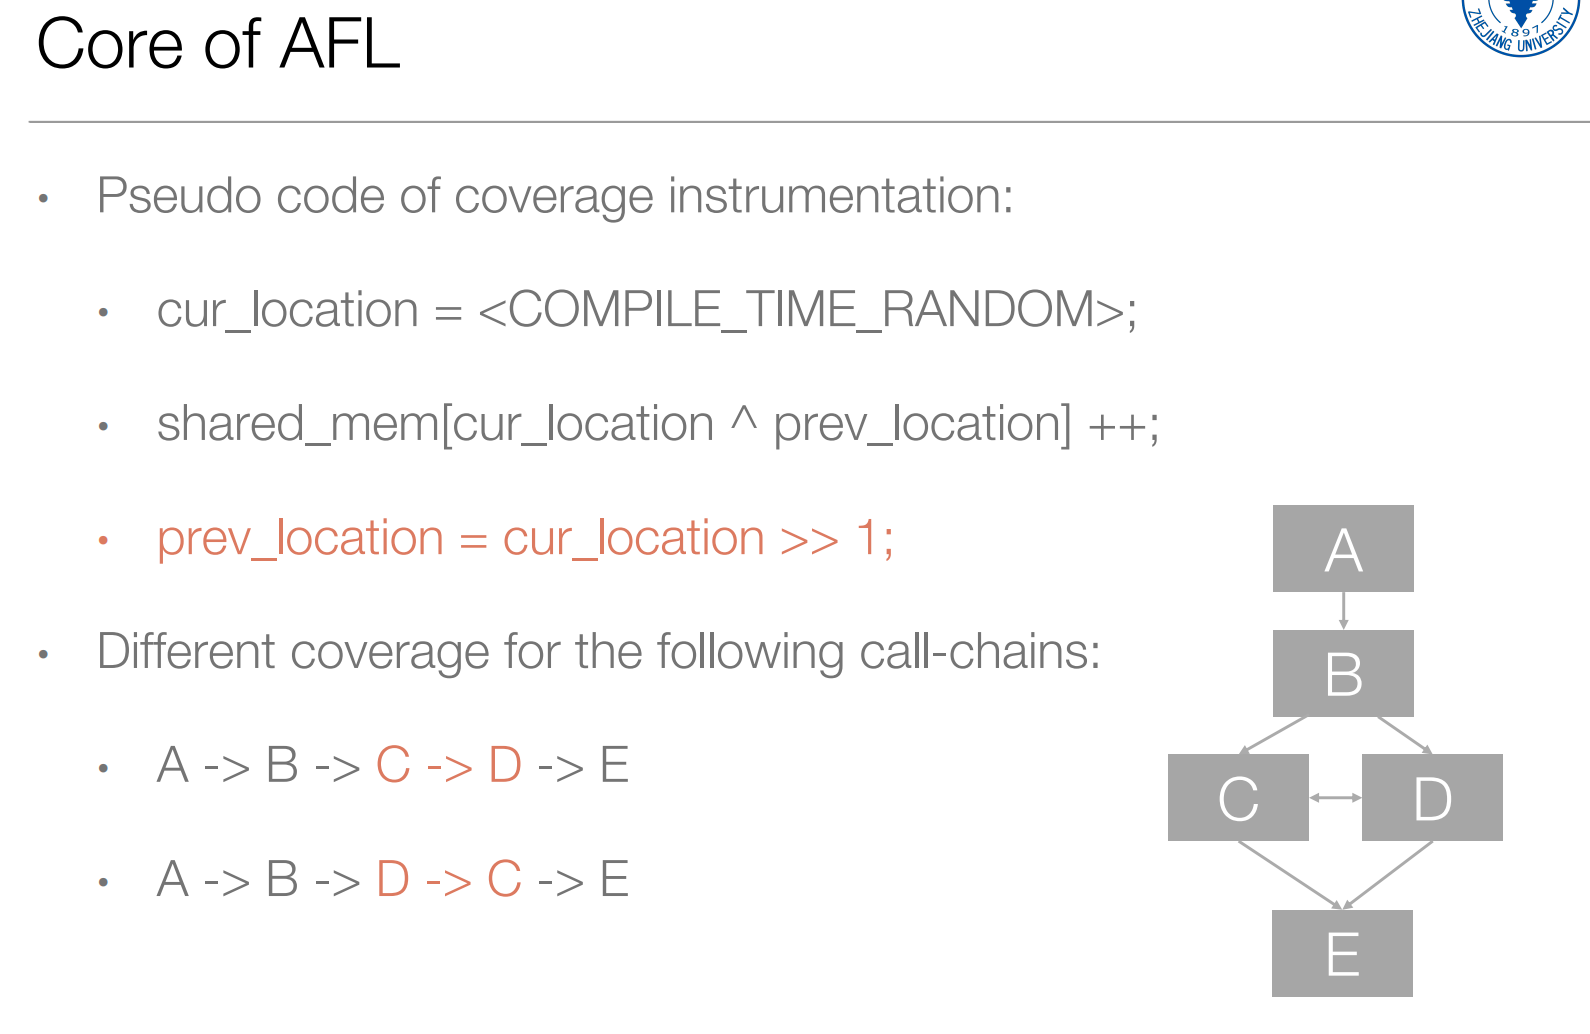 Core of AFL
ZHEJIANG UNIVERSITY
1897
• Pseudo code of coverage instrumentation:
• cur_location = <COMPILE_TIME_RANDOM>;
• shared_mem[cur_location ^ prev_location] ++;
• prev_location = cur_location >> 1;
• Different coverage for the following call-chains:
• A -> B -> C -> D -> E
• A -> B -> D -> C -> E
A
B
C
D
E